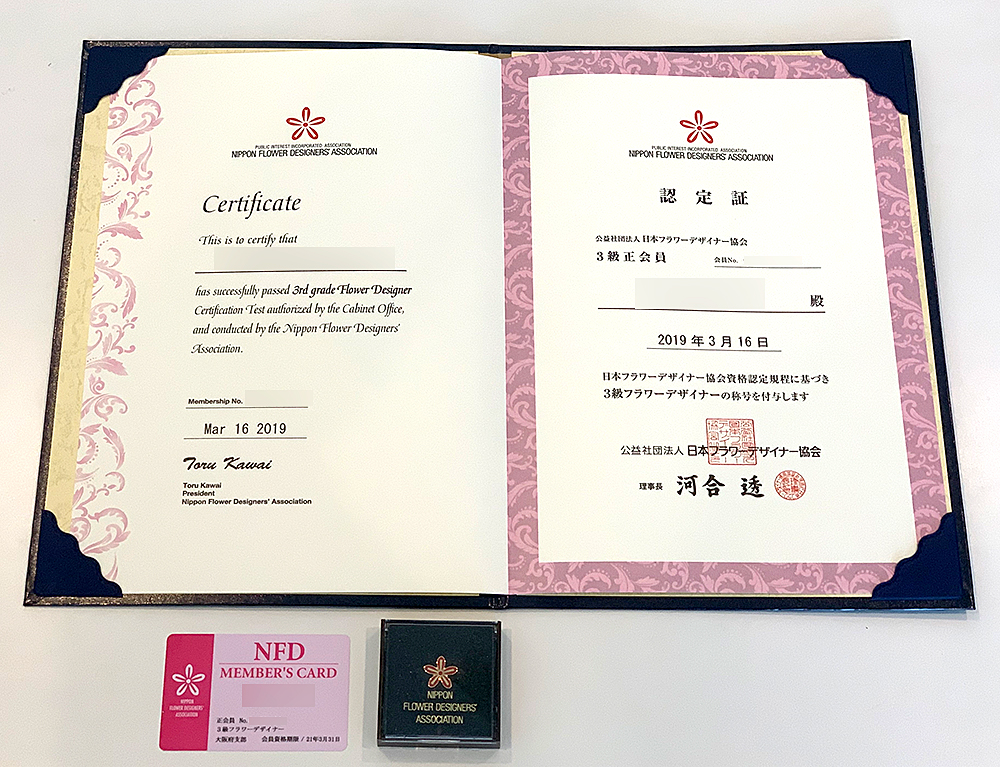 PUBLIC INTEREST INCORPORATED ASSOCIATION
NIPPON FLOWER DESIGNERS' ASSOCIATION
Certificate
This is to certify that
has successfully passed 3rd grade Flower Designer
Certification Test authorized by the Cabinet Office,
and conducted by the Nippon Flower Designers'
Association.
Membership No.
Mar 16 2019
Toru Kawai
Toru Kawai
President
Nippon Flower Designers' Association
PUBLIC INTEREST INCORPORATED ASSOCIATION
NIPPON FLOWER DESIGNERS' ASSOCIATION
認定証
公益社団法人 日本フラワーデザイナー協会
3級正会員 会員No.
殿
2019年3月16日
日本フラワーデザイナー協会資格認定規程に基づき
3級フラワーデザイナーの称号を付与します
公益社団法人 日本フラワーデザイナー協会
理事長 河合 透
NFD
MEMBER'S CARD
NIPPON
FLOWER DESIGNERS'
ASSOCIATION
正会員 No.
3級フラワーデザイナー
大阪府支部 会員資格期限 / 21年3月31日
NIPPON
FLOWER DESIGNERS'
ASSOCIATION